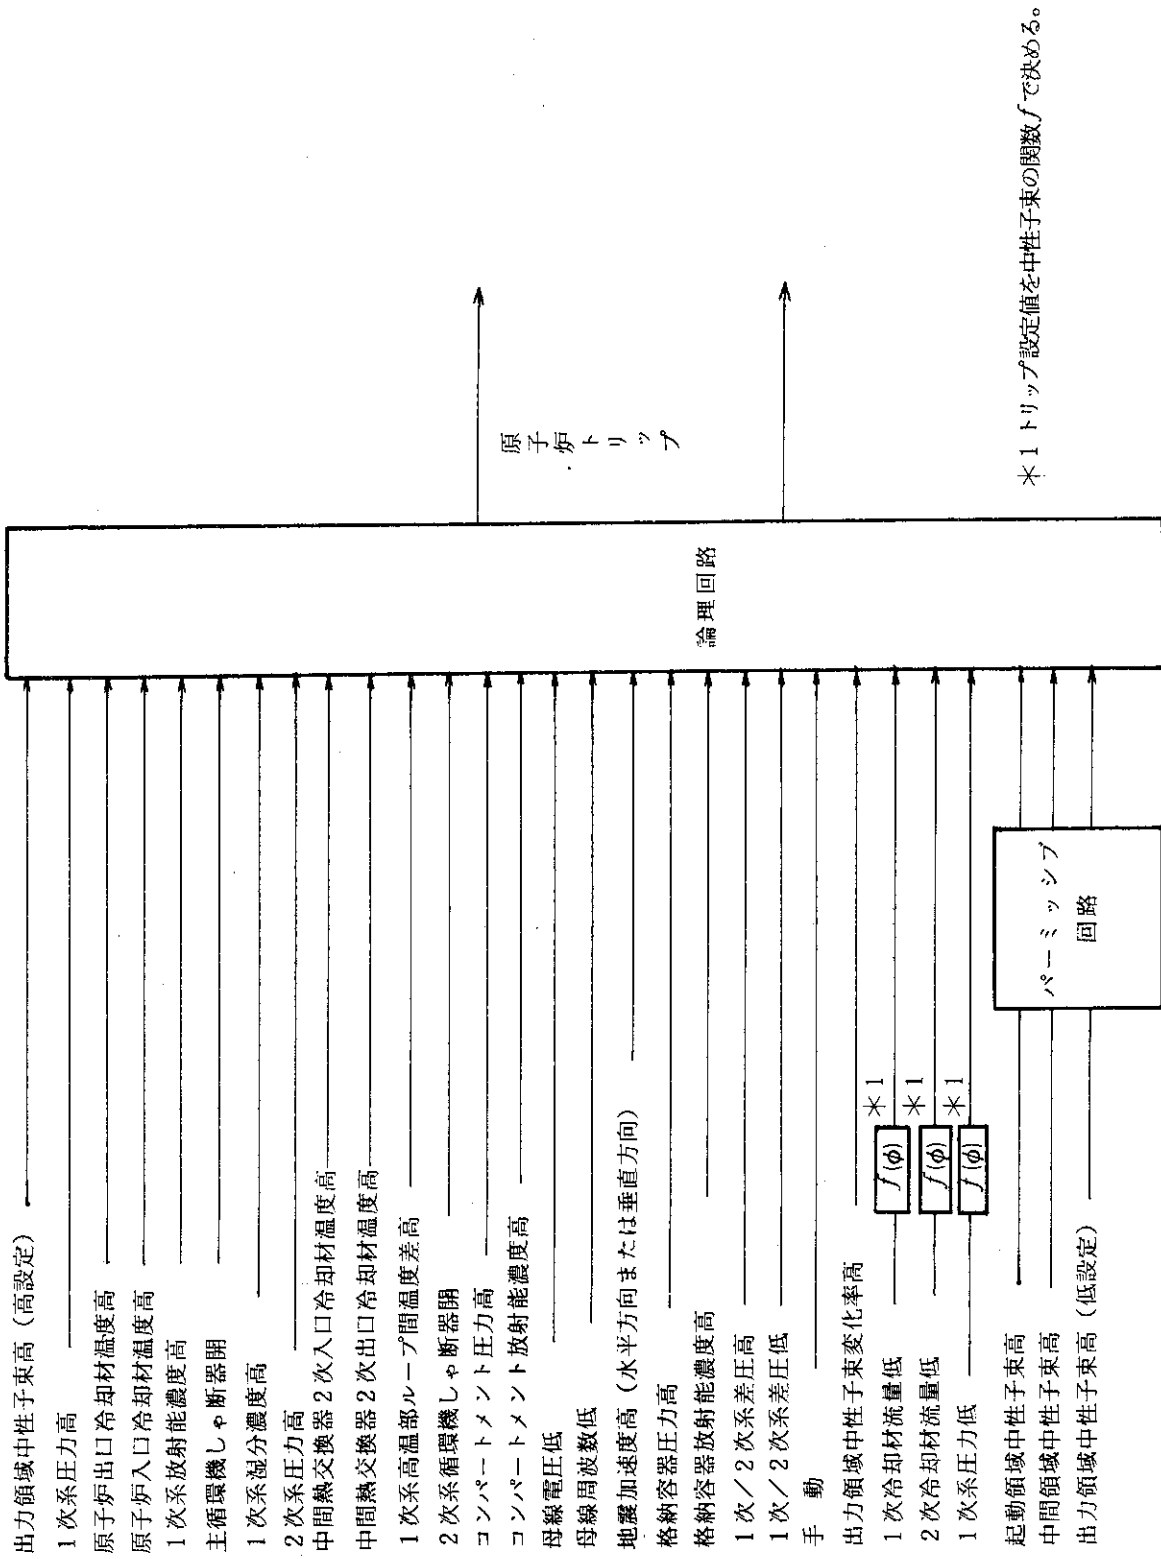 出力領域中性子束高（高設定）
1次系圧力高
原子炉出口冷却材温度高
原子炉入口冷却材温度高
1次系放射能濃度高
主循環機しゃ断器開
1次系湿分濃度高
2次系圧力高
中間熱交換器2次入口冷却材温度高
中間熱交換器2次出口冷却材温度高
1次系高温部ループ間温度差高
2次系循環機しゃ断器開
コンパートメント圧力高
コンパートメント放射能濃度高
母線電圧低
母線周波数低
地震加速度高（水平方向または垂直方向）
格納容器圧力高
格納容器放射能濃度高
1次／2次系差圧高
1次／2次系差圧低
手動
出力領域中性子束変化率高
1次冷却材流量低
2次冷却材流量低
1次系圧力低
起動領域中性子束高
中間領域中性子束高
出力領域中性子束高（低設定）
f(ϕ)
＊1
f(ϕ)
＊1
f(ϕ)
＊1
パーミッシブ
回路
論理回路
原子炉トリップ
＊1 トリップ設定値を中性子束の関数fで決める。